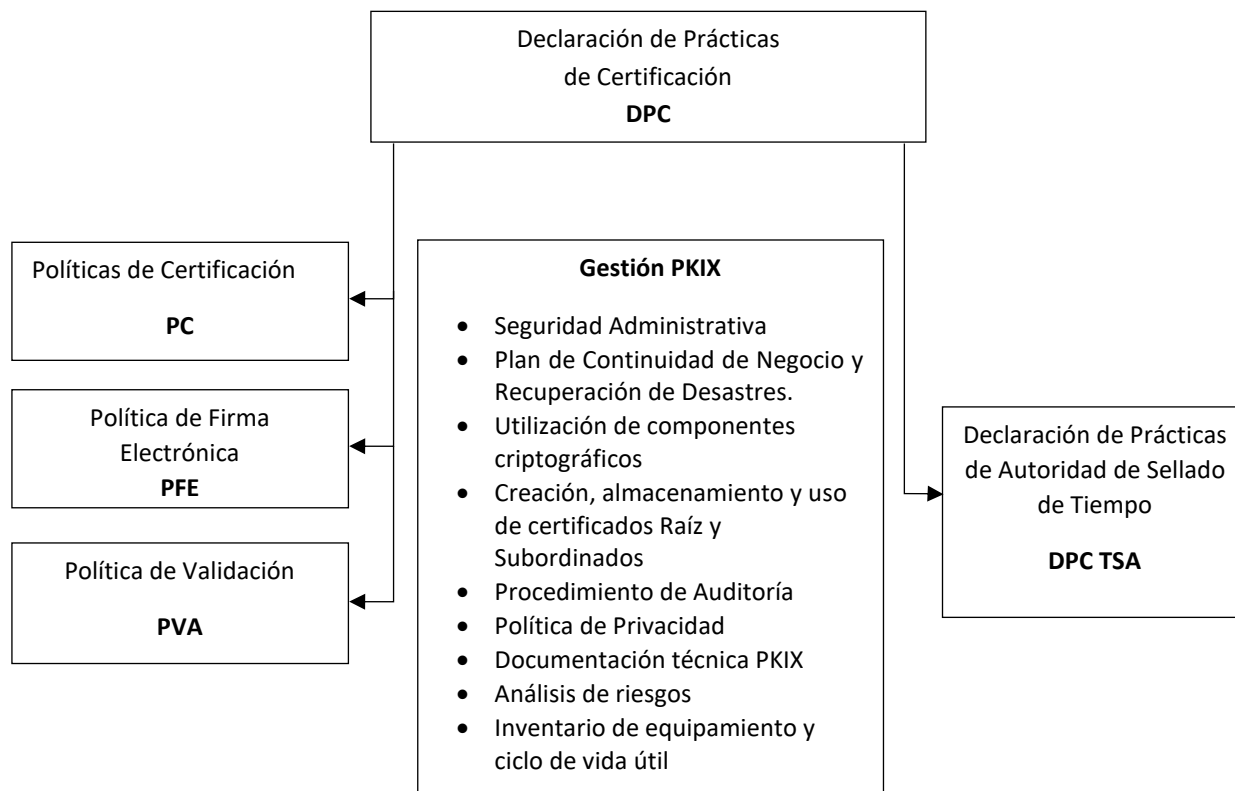 Declaración de Prácticas
de Certificación
DPC
Políticas de Certificación
PC
Política de Firma
Electrónica
PFE
Política de Validación
PVA
Gestión PKIX
• Seguridad Administrativa
• Plan de Continuidad de Negocio y
Recuperación de Desastres.
• Utilización de componentes
criptográficos
• Creación, almacenamiento y uso
de certificados Raíz y
Subordinados
• Procedimiento de Auditoría
• Política de Privacidad
• Documentación técnica PKIX
• Análisis de riesgos
• Inventario de equipamiento y
ciclo de vida útil
Declaración de Prácticas
de Autoridad de Sellado
de Tiempo
DPC TSA